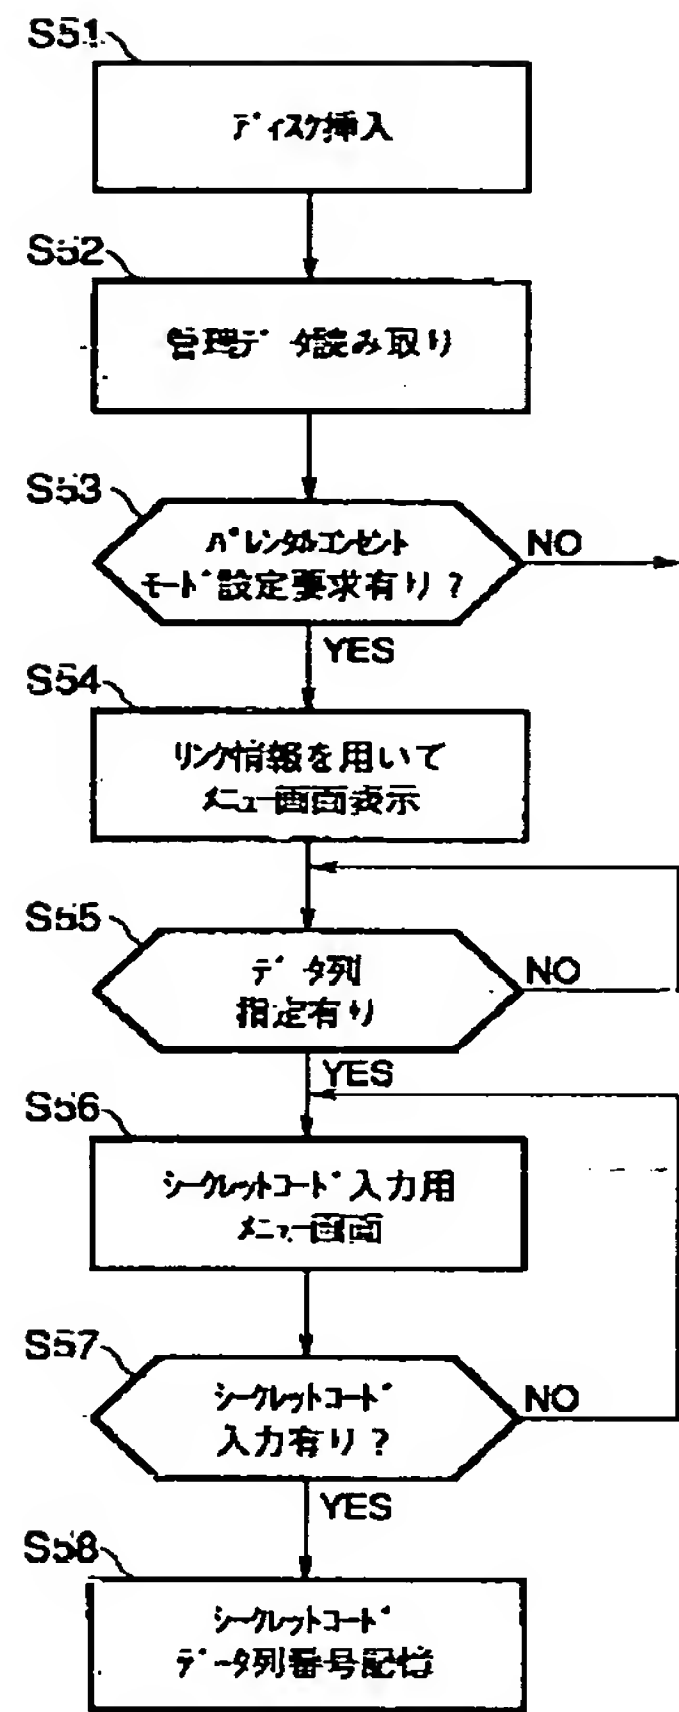 S51
ディスク挿入
S52
管理データ読み取り
S53
パレンタルコンセント
モード設定要求有り?
NO
YES
S54
リンク情報を用いて
メニュー画面表示
S55
データ列
指定有り
NO
YES
S56
シークレットコード入力用
メニュー画面
S57
シークレットコード
入力有り?
NO
YES
S58
シークレットコード
データ列番号記憶